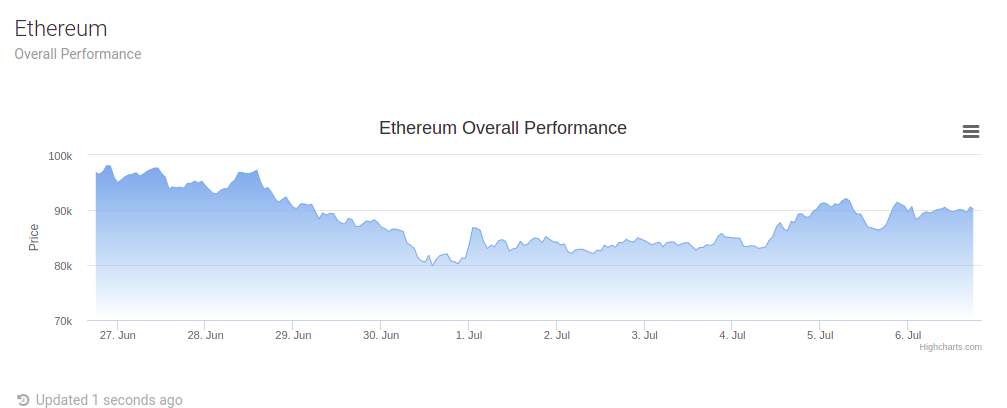 Ethereum
Overall Performance
Ethereum Overall Performance
100k
90k
80k
70k
Price
27. Jun 28. Jun 29. Jun 30. Jun 1. Jul 2. Jul 3. Jul 4. Jul 5. Jul 6. Jul
Highcharts.com
Updated 1 seconds ago